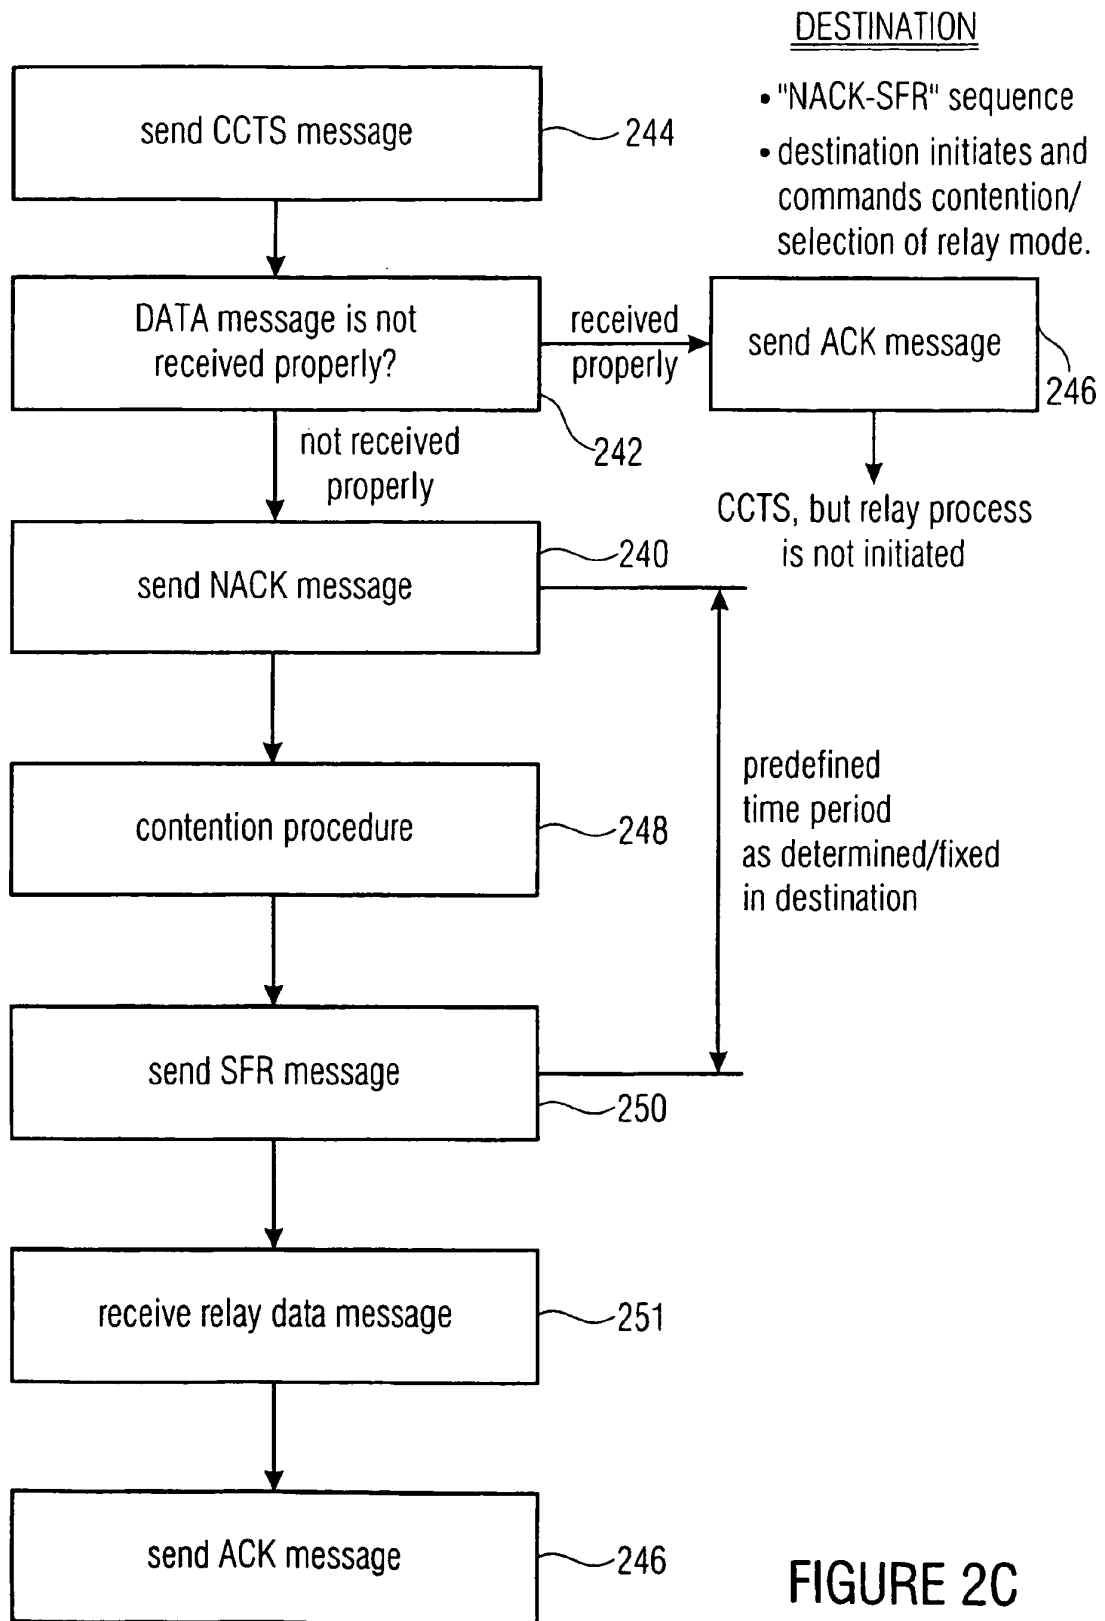 DESTINATION
• "NACK-SFR" sequence
• destination initiates and
commands contention/
selection of relay mode.
send CCTS message
244
DATA message is not
received properly?
242
received
properly
send ACK message
246
CCTS, but relay process
is not initiated
not received
properly
send NACK message
240
contention procedure
248
predefined
time period
as determined/fixed
in destination
send SFR message
250
receive relay data message
251
send ACK message
246
FIGURE 2C